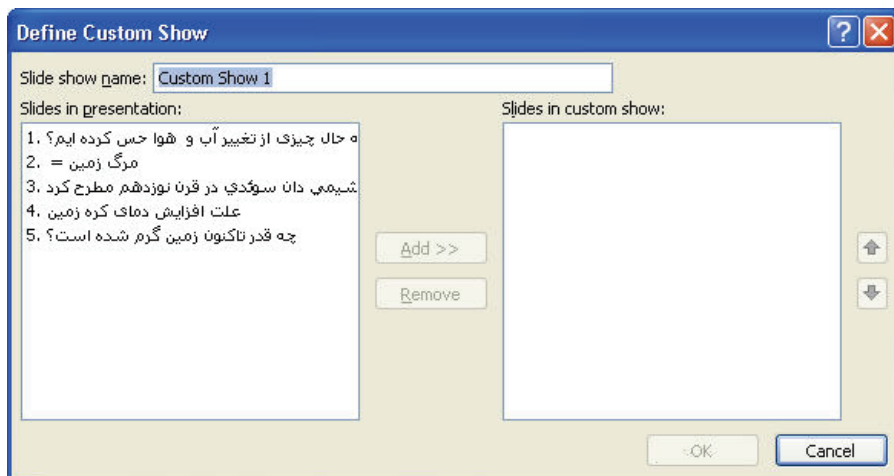 Define Custom Show
Slide show name: Custom Show 1
Slides in presentation:
Slides in custom show:
1. ه حال چیزی از تغییر آب و هوا حس کرده ایم؟
2. مرگ زمین =
3. شيمي دان سوئدي در قرن نوزدهم مطرح کرد
4. علت افزایش دمای کره زمین
5. چه قدر تاکنون زمین گرم شده است؟
Add >>
Remove
OK
Cancel